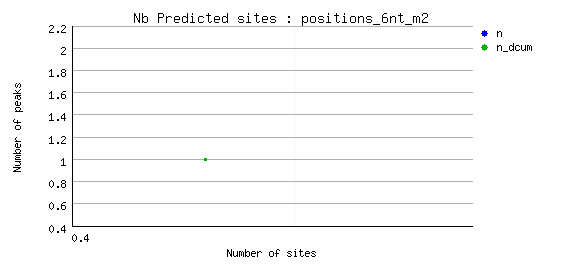 Nb Predicted sites : positions_6nt_m2
n
n_dcum
Number of peaks
2.2
2
1.8
1.6
1.4
1.2
1
0.8
0.6
0.4
0.4
Number of sites